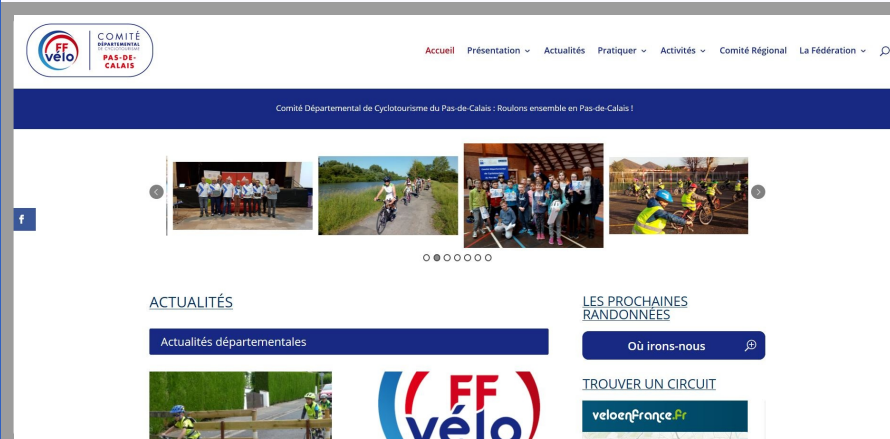 FF
vélo
COMITÉ
DÉPARTEMENTAL
DE CYCLOTOURISME
PAS-DE-
CALAIS
Accueil Présentation Actualités Pratiquer Activités Comité Régional La Fédération
Comité Départemental de Cyclotourisme du Pas-de-Calais : Roulons ensemble en Pas-de-Calais !
f
ACTUALITÉS
Actualités départementales
FF
vélo
LES PROCHAINES
RANDONNÉES
Où irons-nous
TROUVER UN CIRCUIT
veloenfrance.fr